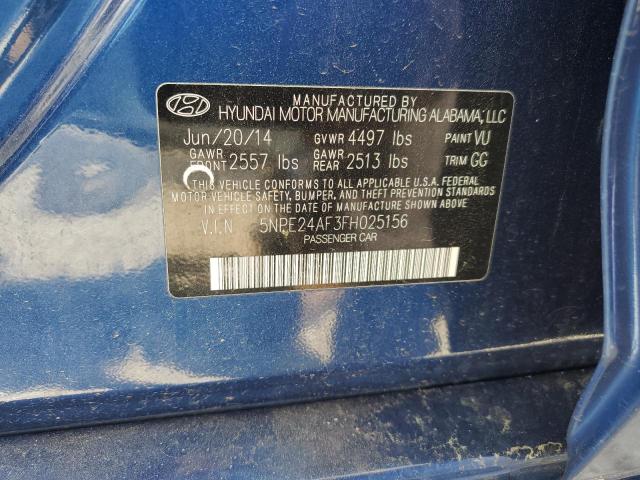 MANUFACTURED BY
HYUNDAI MOTOR MANUFACTURING ALABAMA, LLC
Jun/20/14 GVWR 4497 lbs PAINT VU
GAWR FRONT 2557 lbs GAWR REAR 2513 lbs TRIM GG
THIS VEHICLE CONFORMS TO ALL APPLICABLE U.S.A. FEDERAL
MOTOR VEHICLE SAFETY, BUMPER, AND THEFT PREVENTION STANDARDS
IN EFFECT ON THE DATE OF MANUFACTURE SHOWN ABOVE.
V.I.N 5NPE24AF3FH025156
PASSENGER CAR